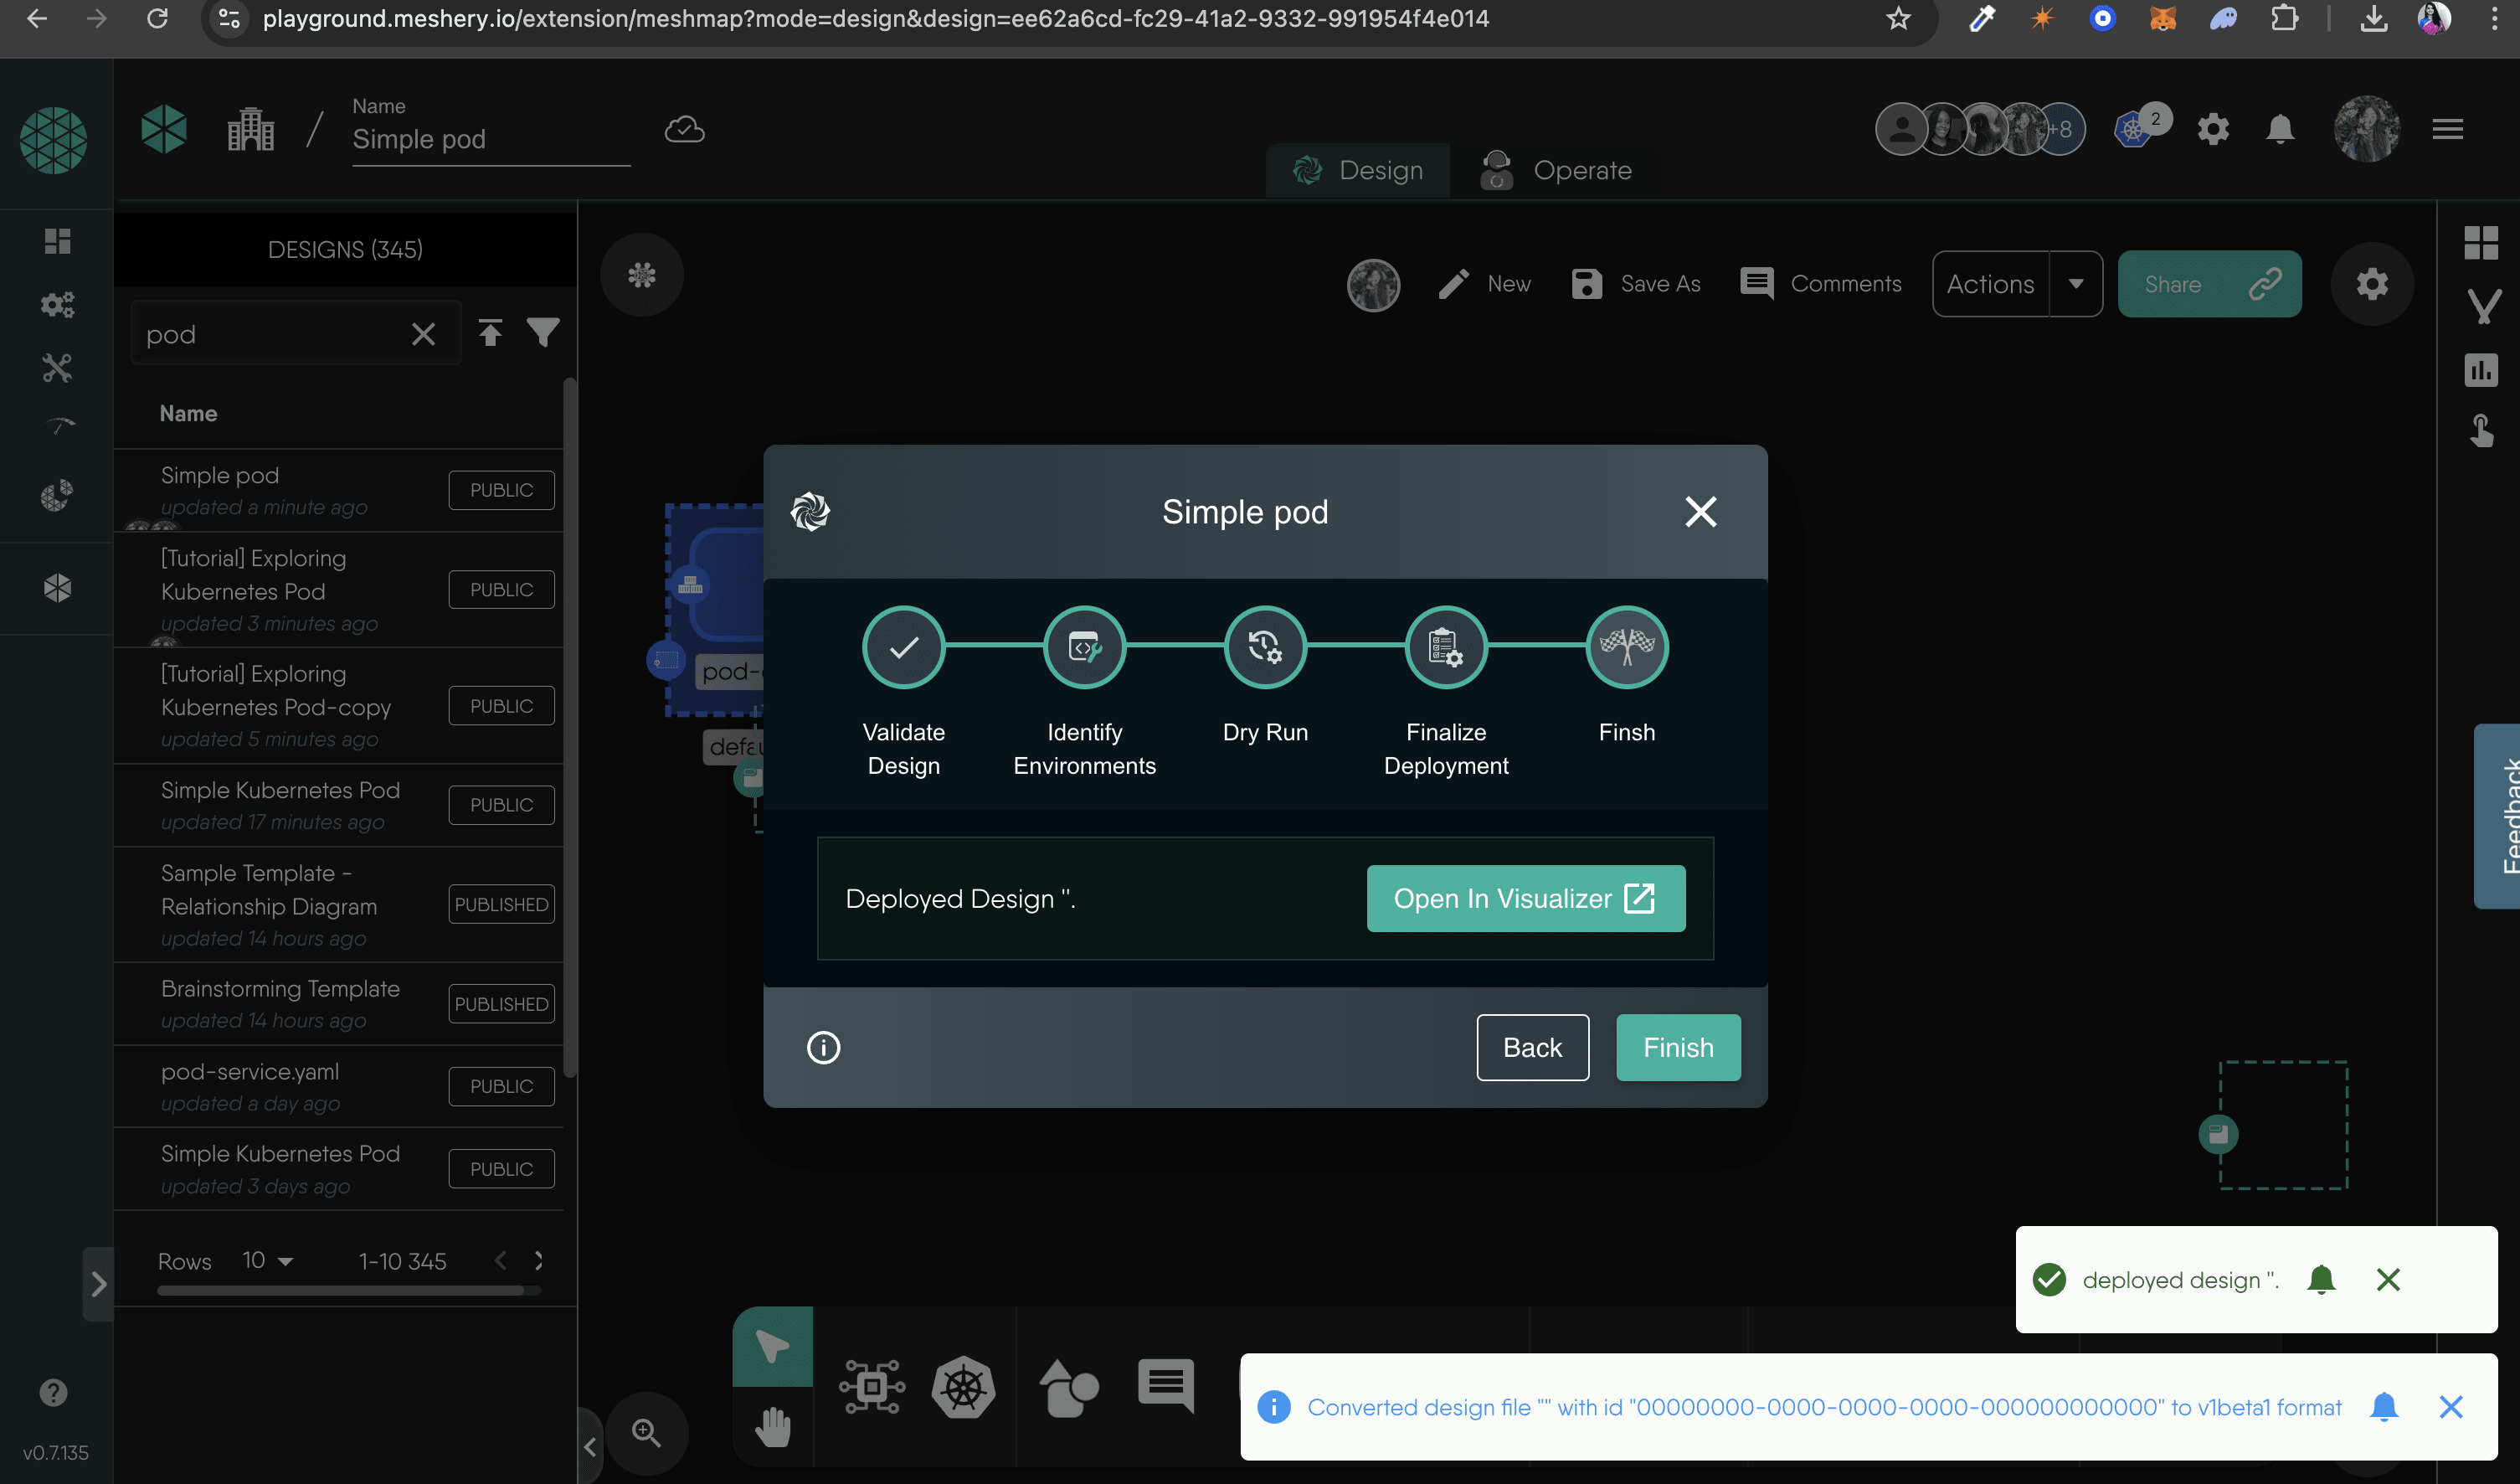 playground.meshery.io/extension/meshmap?mode=design&design=ee62a6cd-fc29-41a2-9332-991954f4e014
Name
Simple pod
Design
Operate
+8
2
DESIGNS (345)
pod
Name
Simple pod
updated a minute ago
PUBLIC
[Tutorial] Exploring
Kubernetes Pod
updated 3 minutes ago
PUBLIC
[Tutorial] Exploring
Kubernetes Pod-copy
updated 5 minutes ago
PUBLIC
Simple Kubernetes Pod
updated 17 minutes ago
PUBLIC
Sample Template -
Relationship Diagram
updated 14 hours ago
PUBLISHED
Brainstorming Template
updated 14 hours ago
PUBLISHED
pod-service.yaml
updated a day ago
PUBLIC
Simple Kubernetes Pod
updated 3 days ago
PUBLIC
Rows 10 1-10 345
v0.7.135
New
Save As
Comments
Actions
Share
Simple pod
Validate
Design
Identify
Environments
Dry Run
Finalize
Deployment
Finsh
Deployed Design ''.
Open In Visualizer
Back
Finish
Feedback
deployed design ''.
Converted design file "" with id "00000000-0000-0000-0000-000000000000" to v1beta1 format